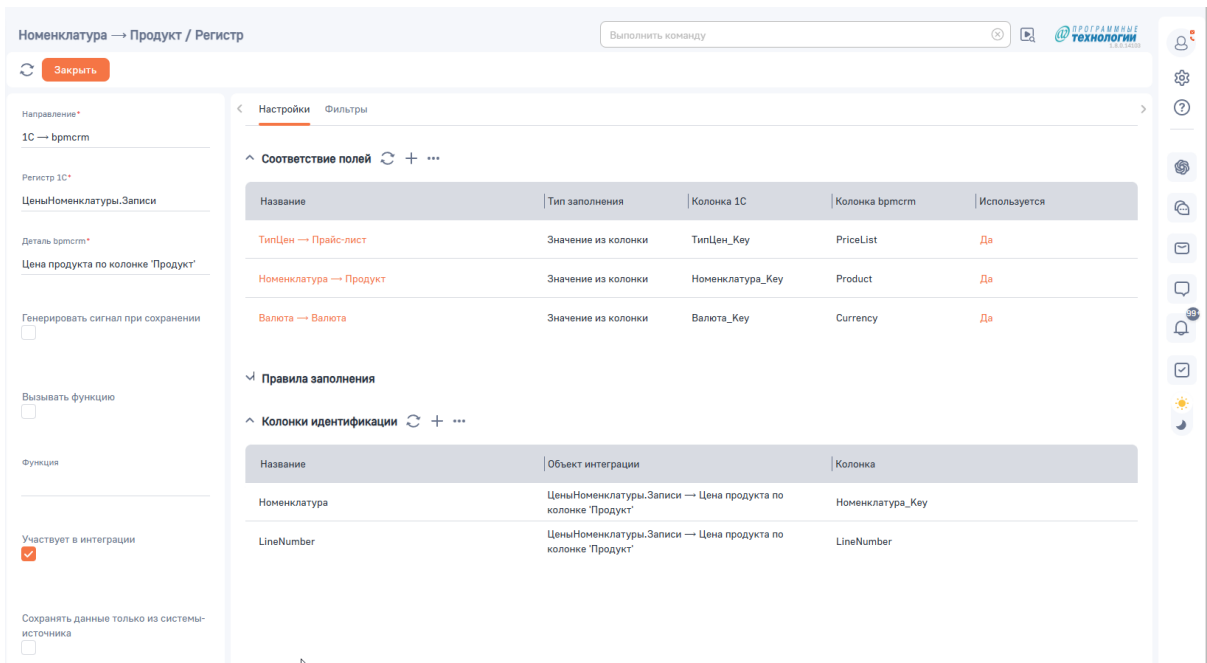 Номенклатура → Продукт / Регистр
Выполнить команду
ПРОГРАММНЫЕ
ТЕХНОЛОГИИ
1.6.0.14100
Закрыть
Направление*
1С → bpmcrm
Регистр 1С*
ЦеныНоменклатуры.Записи
Деталь bpmcrm*
Цена продукта по колонке 'Продукт'
Генерировать сигнал при сохранении
Вызывать функцию
Функция
Участвует в интеграции
Сохранять данные только из системы-
источника
Настройки Фильтры
Соответствие полей
Название Тип заполнения Колонка 1С Колонка bpmcrm Используется
ТипЦен → Прайс-лист Значение из колонки ТипЦен_Key PriceList Да
Номенклатура → Продукт Значение из колонки Номенклатура_Key Product Да
Валюта → Валюта Значение из колонки Валюта_Key Currency Да
Правила заполнения
Колонки идентификации
Название Объект интеграции Колонка
Номенклатура ЦеныНоменклатуры.Записи → Цена продукта по Номенклатура_Key
колонке 'Продукт'
LineNumber ЦеныНоменклатуры.Записи → Цена продукта по LineNumber
колонке 'Продукт'
99+